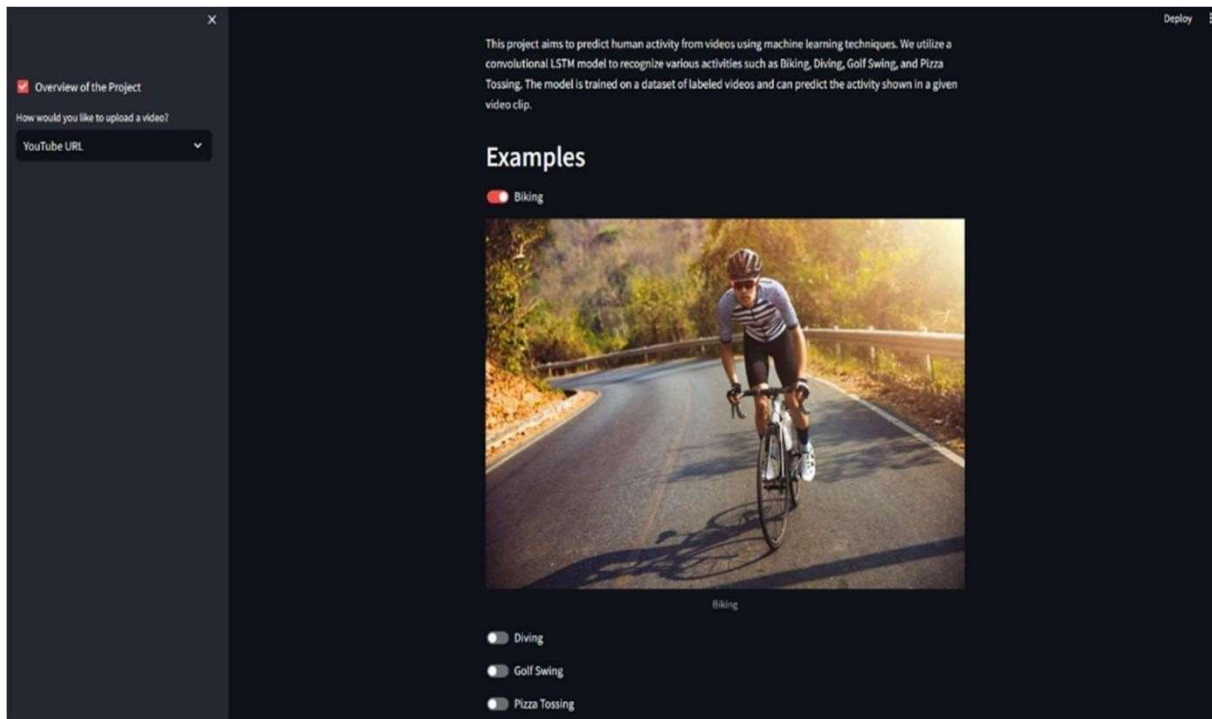 Deploy
Overview of the Project
How would you like to upload a video?
YouTube URL
This project aims to predict human activity from videos using machine learning techniques. We utilize a
convolutional LSTM model to recognize various activities such as Biking, Diving, Golf Swing, and Pizza
Tossing. The model is trained on a dataset of labeled videos and can predict the activity shown in a given
video clip.
Examples
Biking
Biking
Diving
Golf Swing
Pizza Tossing